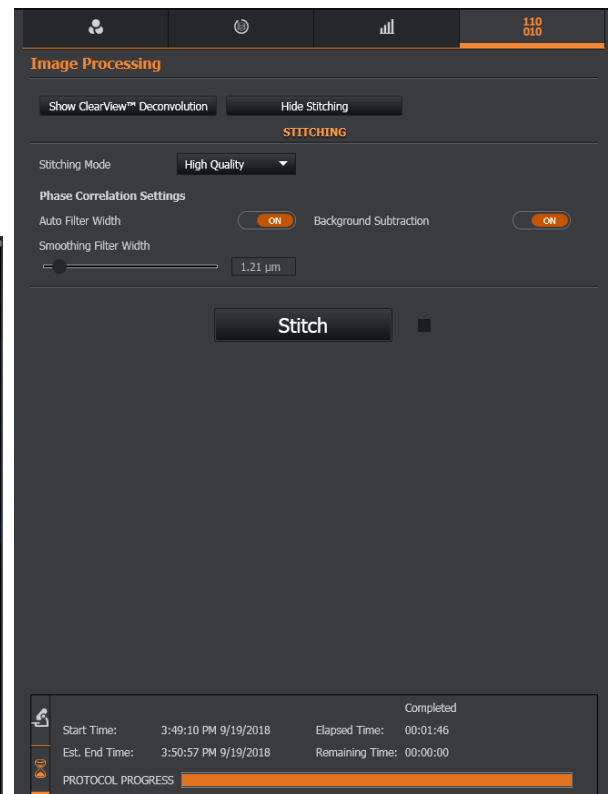 110
010
Image Processing
Show ClearView™ Deconvolution Hide Stitching
STITCHING
Stitching Mode High Quality
Phase Correlation Settings
Auto Filter Width ON Background Subtraction ON
Smoothing Filter Width
1.21 µm
Stitch
Completed
Start Time: 3:49:10 PM 9/19/2018 Elapsed Time: 00:01:46
Est. End Time: 3:50:57 PM 9/19/2018 Remaining Time: 00:00:00
PROTOCOL PROGRESS